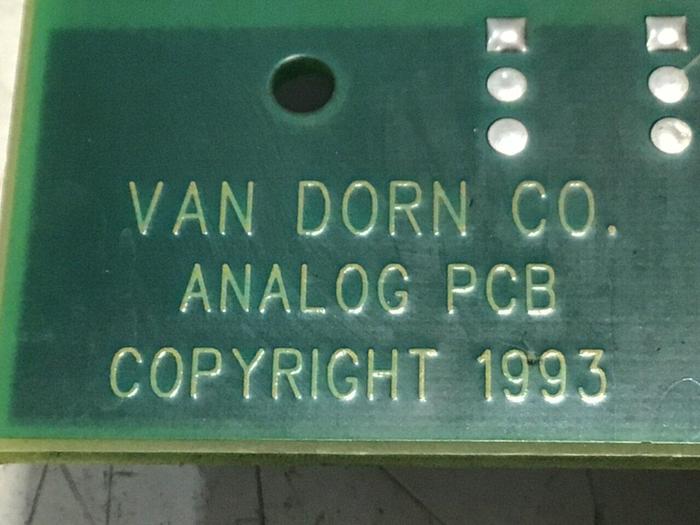 VAN DORN CO.
ANALOG PCB
COPYRIGHT 1993